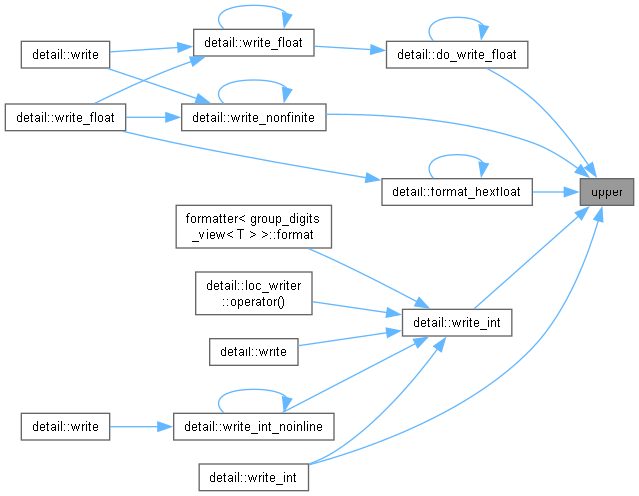 detail::write_float
detail::write
detail::do_write_float
detail::write_float
detail::write_nonfinite
detail::format_hexfloat
upper
formatter< group_digits
_view< T > >::format
detail::loc_writer
::operator()
detail::write_int
detail::write
detail::write
detail::write_int_noinline
detail::write_int